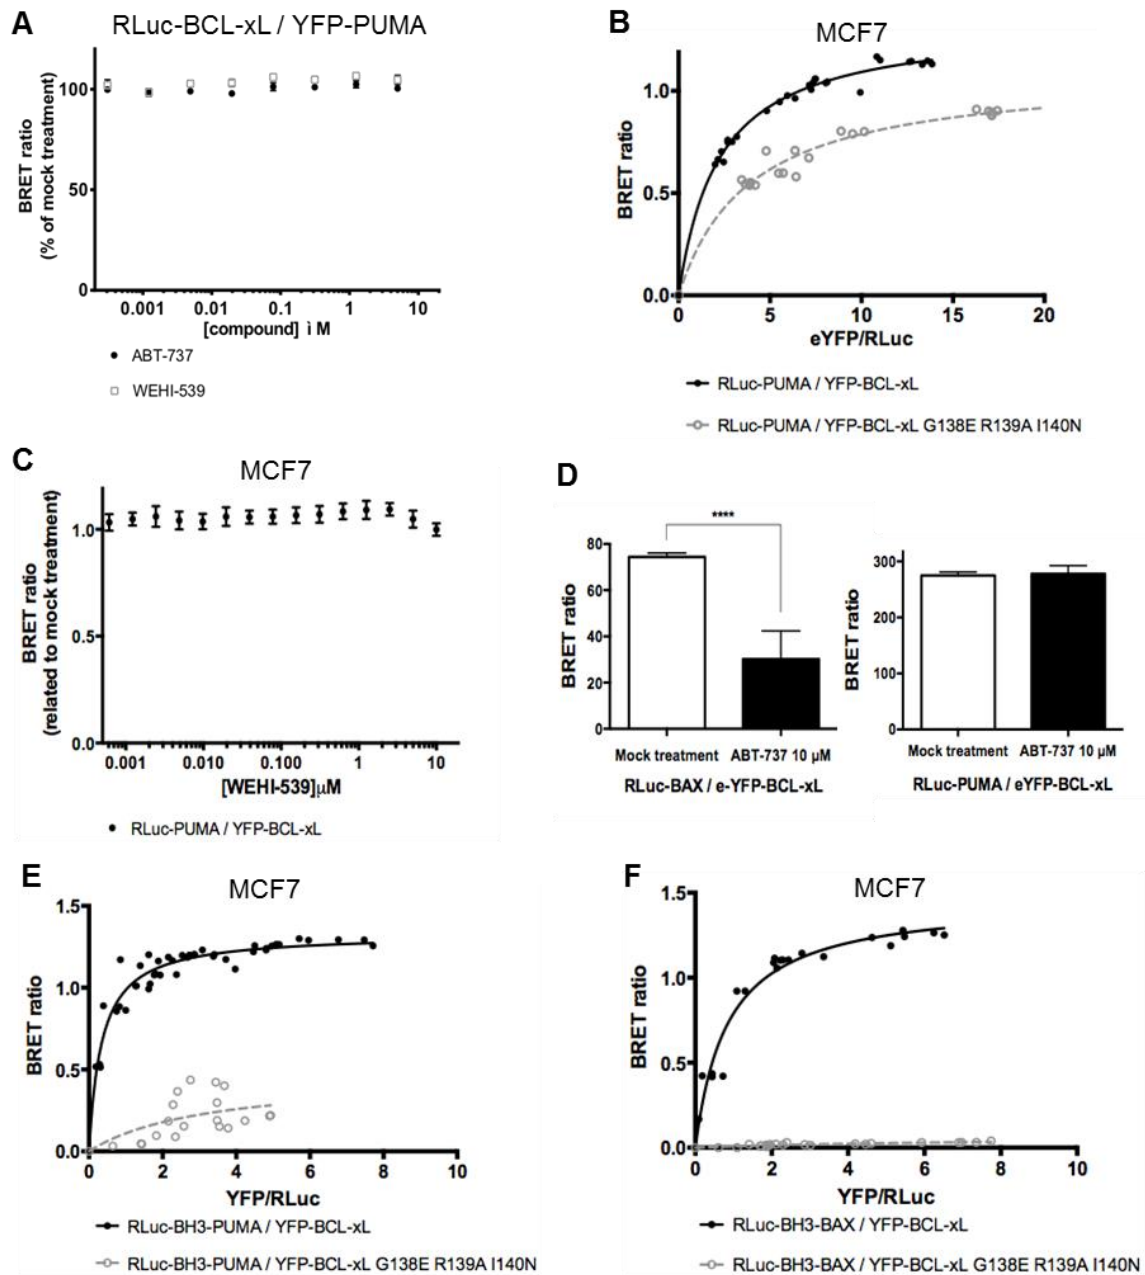 A
RLuc-BCL-xL / YFP-PUMA
BRET ratio
(% of mock treatment)
100
50
0
0.001 0.01 0.1 1 10
[compound] ì M
ABT-737
WEHI-539
B
MCF7
BRET ratio
1.0
0.5
0.0
0 5 10 15 20
eYFP/RLuc
RLuc-PUMA / YFP-BCL-xL
RLuc-PUMA / YFP-BCL-xL G138E R139A I140N
C
MCF7
BRET ratio
(related to mock treatment)
1.0
0.5
0.0
0.001 0.010 0.100 1 10
[WEHI-539]µM
RLuc-PUMA / YFP-BCL-xL
D
****
BRET ratio
80
60
40
20
0
Mock treatment ABT-737 10 µM
RLuc-BAX / e-YFP-BCL-xL
BRET ratio
300
200
100
0
Mock treatment ABT-737 10 µM
RLuc-PUMA / eYFP-BCL-xL
E
MCF7
BRET ratio
1.5
1.0
0.5
0.0
0 2 4 6 8 10
YFP/RLuc
RLuc-BH3-PUMA / YFP-BCL-xL
RLuc-BH3-PUMA / YFP-BCL-xL G138E R139A I140N
F
MCF7
BRET ratio
1.5
1.0
0.5
0.0
0 2 4 6 8 10
YFP/RLuc
RLuc-BH3-BAX / YFP-BCL-xL
RLuc-BH3-BAX / YFP-BCL-xL G138E R139A I140N